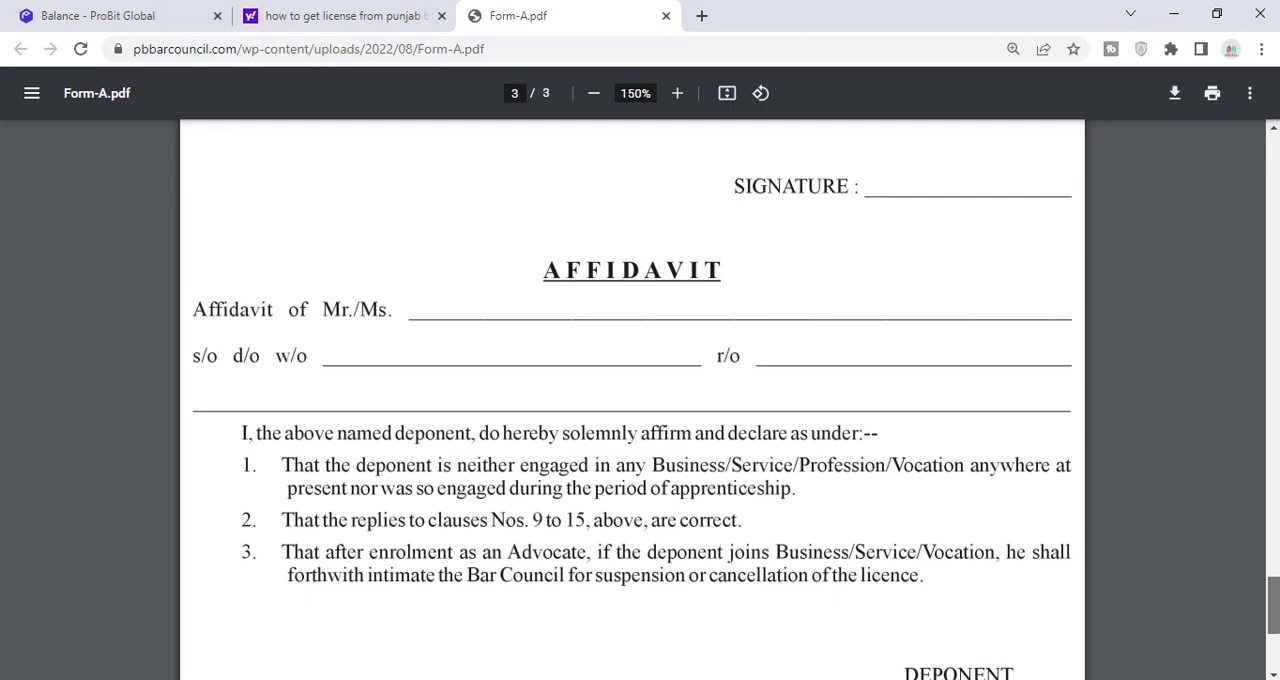 Balance - ProBit Global
how to get license from punjab b
Form-A.pdf
pbbarcouncil.com/wp-content/uploads/2022/08/Form-A.pdf
Form-A.pdf
3 / 3
150%
SIGNATURE : ____________________
AFFIDAVIT
Affidavit of Mr./Ms. ____________________
s/o d/o w/o ____________________ r/o ____________________
I, the above named deponent, do hereby solemnly affirm and declare as under:--
1. That the deponent is neither engaged in any Business/Service/Profession/Vocation anywhere at
present nor was so engaged during the period of apprenticeship.
2. That the replies to clauses Nos. 9 to 15, above, are correct.
3. That after enrolment as an Advocate, if the deponent joins Business/Service/Vocation, he shall
forthwith intimate the Bar Council for suspension or cancellation of the licence.
DEPONENT